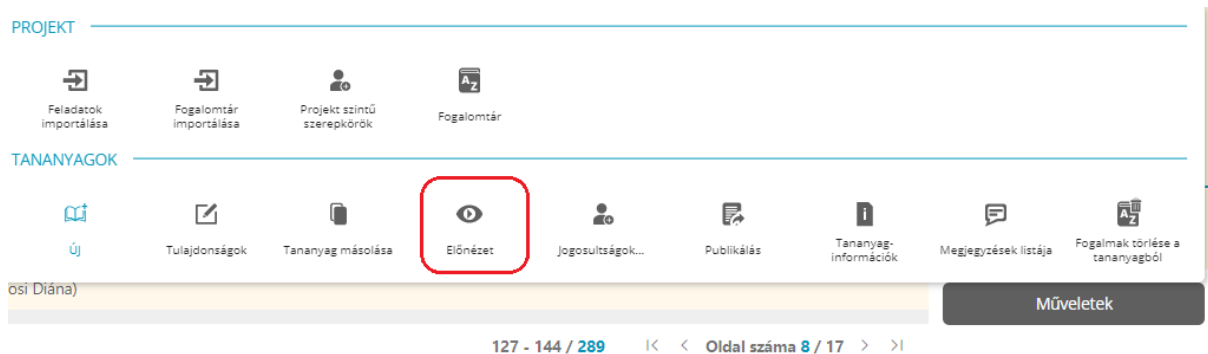 PROJEKT
Feladatok
importálása
Fogalomtár
importálása
Projekt szintű
szerepkörök
Fogalomtár
TANANYAGOK
Új
Tulajdonságok
Tananyag másolása
Előnézet
Jogosultságok...
Publikálás
Tananyag-
információk
Megjegyzések listája
Fogalmak törlése a
tananyagból
osi Diána)
Műveletek
127 - 144 / 289 Oldal száma 8 / 17